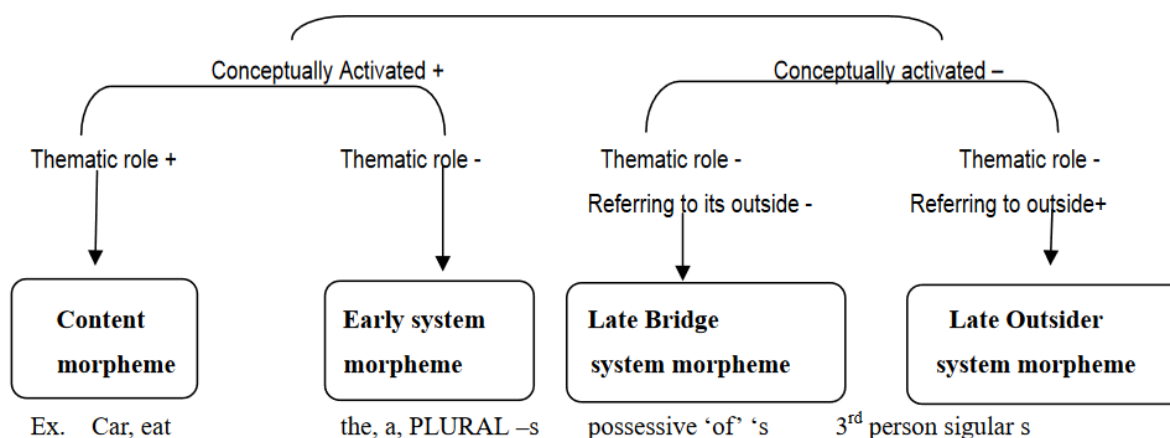 Conceptually Activated + Conceptually activated –
Thematic role + Thematic role - Thematic role - Thematic role -
Referring to its outside - Referring to outside+
Content Early system Late Bridge Late Outsider
morpheme morpheme system morpheme system morpheme
Ex. Car, eat the, a, PLURAL –s possessive ‘of’ ‘s 3rd person sigular s